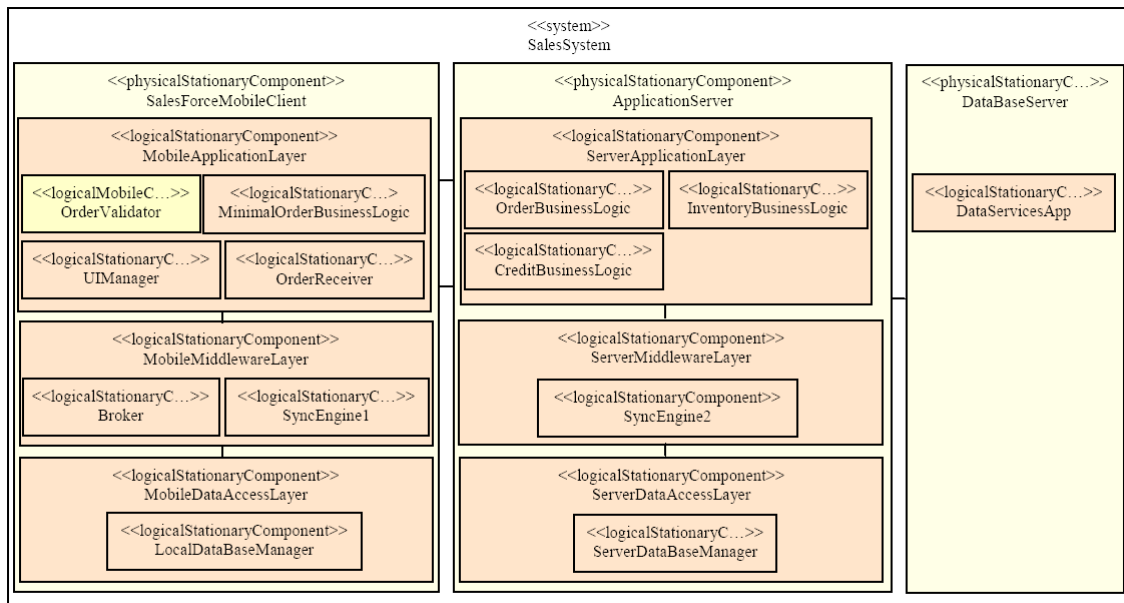 <<system>>
SalesSystem
<<physicalStationaryComponent>>
SalesForceMobileClient
<<logicalStationaryComponent>>
MobileApplicationLayer
<<logicalMobileC...>>
OrderValidator
<<logicalStationaryC...>
MinimalOrderBusinessLogic
<<logicalStationaryC...>>
UIManager
<<logicalStationaryC...>>
OrderReceiver
<<logicalStationaryComponent>>
MobileMiddlewareLayer
<<logicalStationaryC...>>
Broker
<<logicalStationaryC...>>
SyncEngine1
<<logicalStationaryComponent>>
MobileDataAccessLayer
<<logicalStationaryComponent>>
LocalDataBaseManager
<<physicalStationaryComponent>>
ApplicationServer
<<logicalStationaryComponent>>
ServerApplicationLayer
<<logicalStationaryC...>>
OrderBusinessLogic
<<logicalStationaryC...>>
InventoryBusinessLogic
<<logicalStationaryC...>>
CreditBusinessLogic
<<logicalStationaryComponent>>
ServerMiddlewareLayer
<<logicalStationaryComponent>>
SyncEngine2
<<logicalStationaryComponent>>
ServerDataAccessLayer
<<logicalStationaryC...>>
ServerDataBaseManager
<<physicalStationaryC...>>
DataBaseServer
<<logicalStationaryC...>>
DataServicesApp